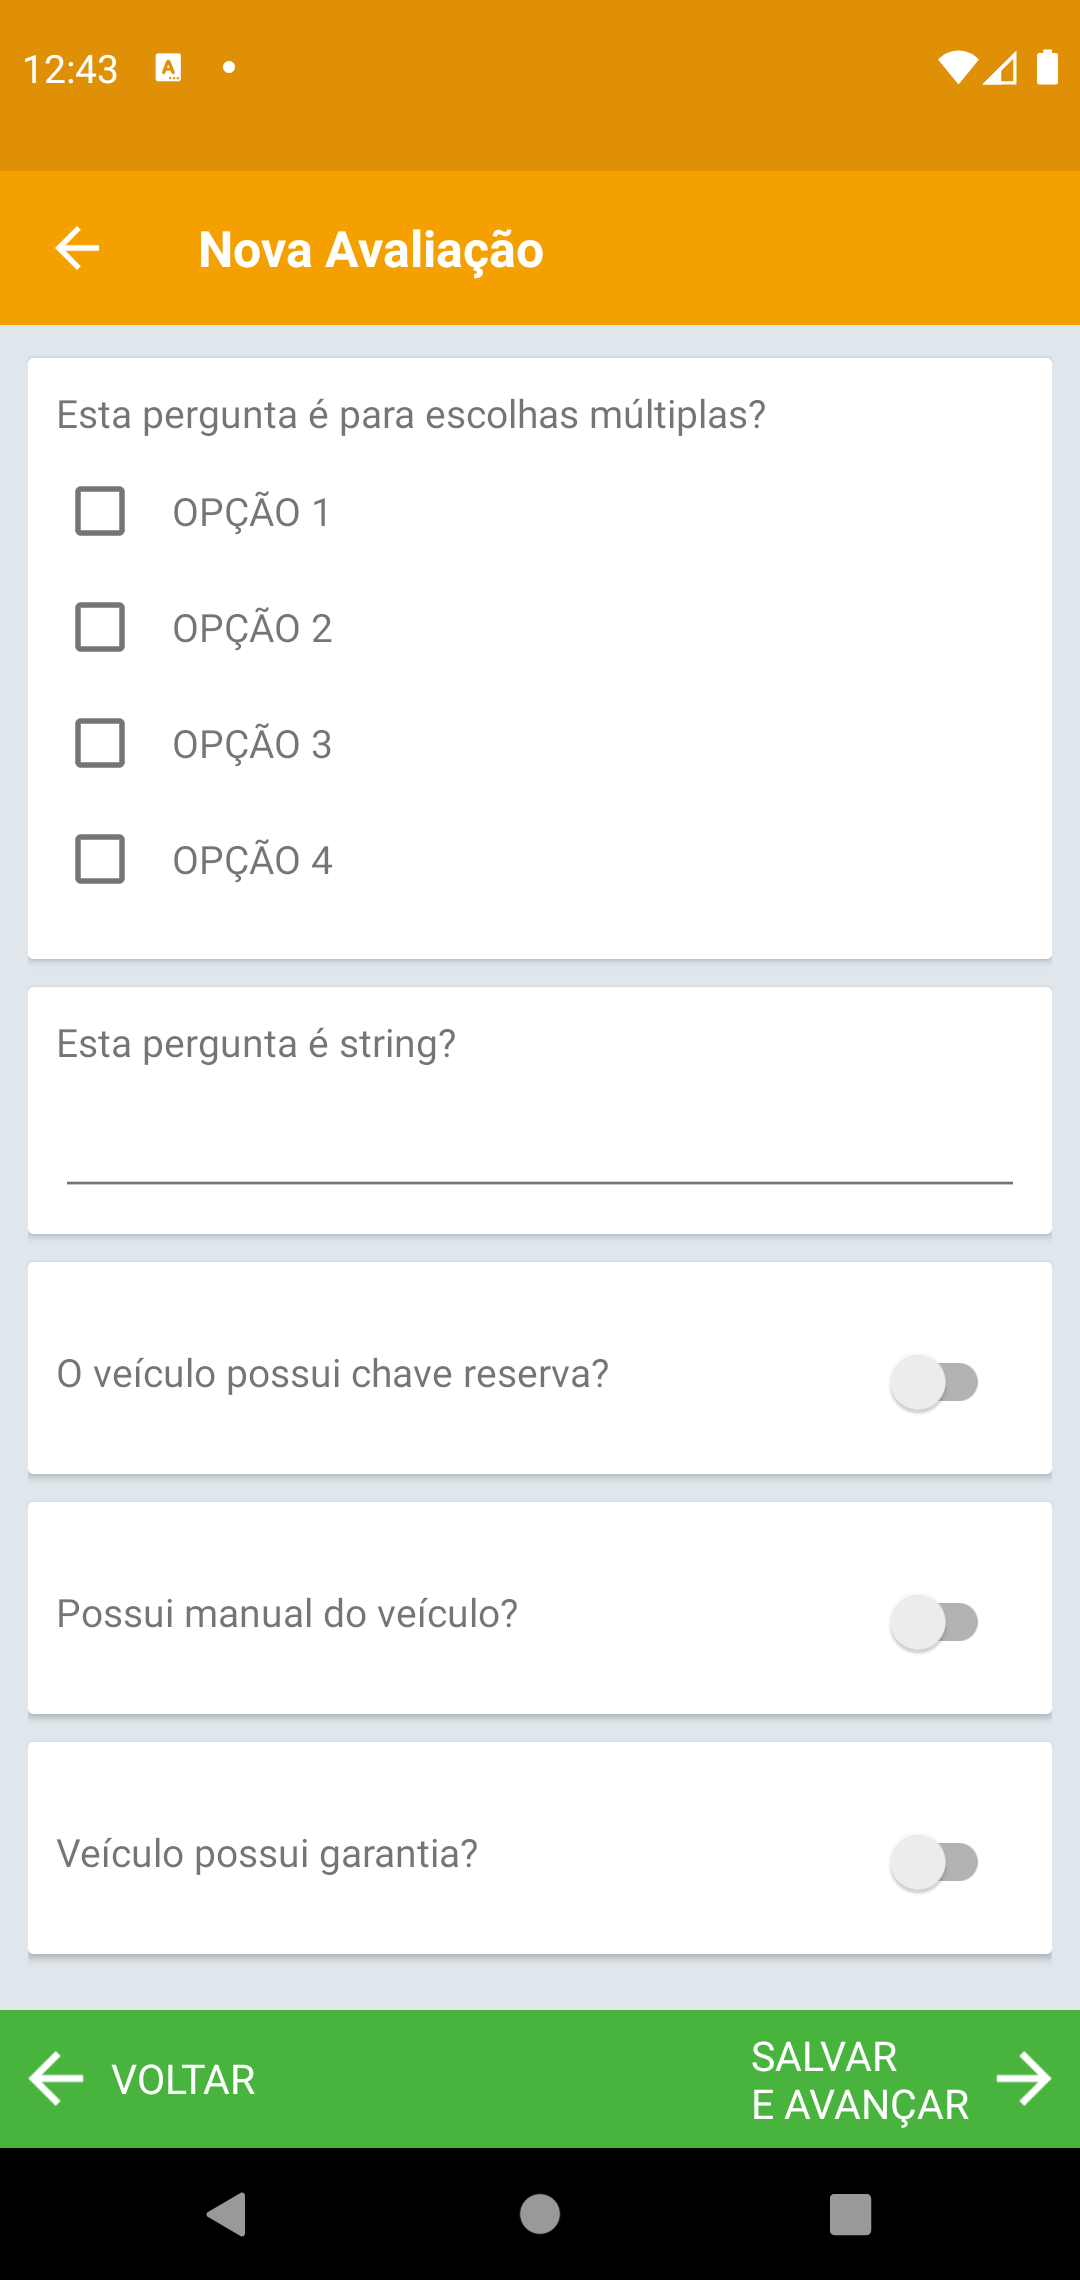 12:43
Nova Avaliação
Esta pergunta é para escolhas múltiplas?
OPÇÃO 1
OPÇÃO 2
OPÇÃO 3
OPÇÃO 4
Esta pergunta é string?
O veículo possui chave reserva?
Possui manual do veículo?
Veículo possui garantia?
VOLTAR
SALVAR
E AVANÇAR